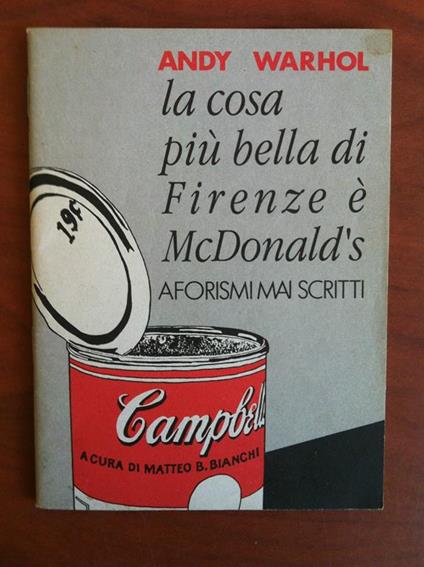 ANDY WARHOL
la cosa
più bella di
Firenze è
McDonald's
AFORISMI MAI SCRITTI
19¢
Campbell
A CURA DI MATTEO B. BIANCHI